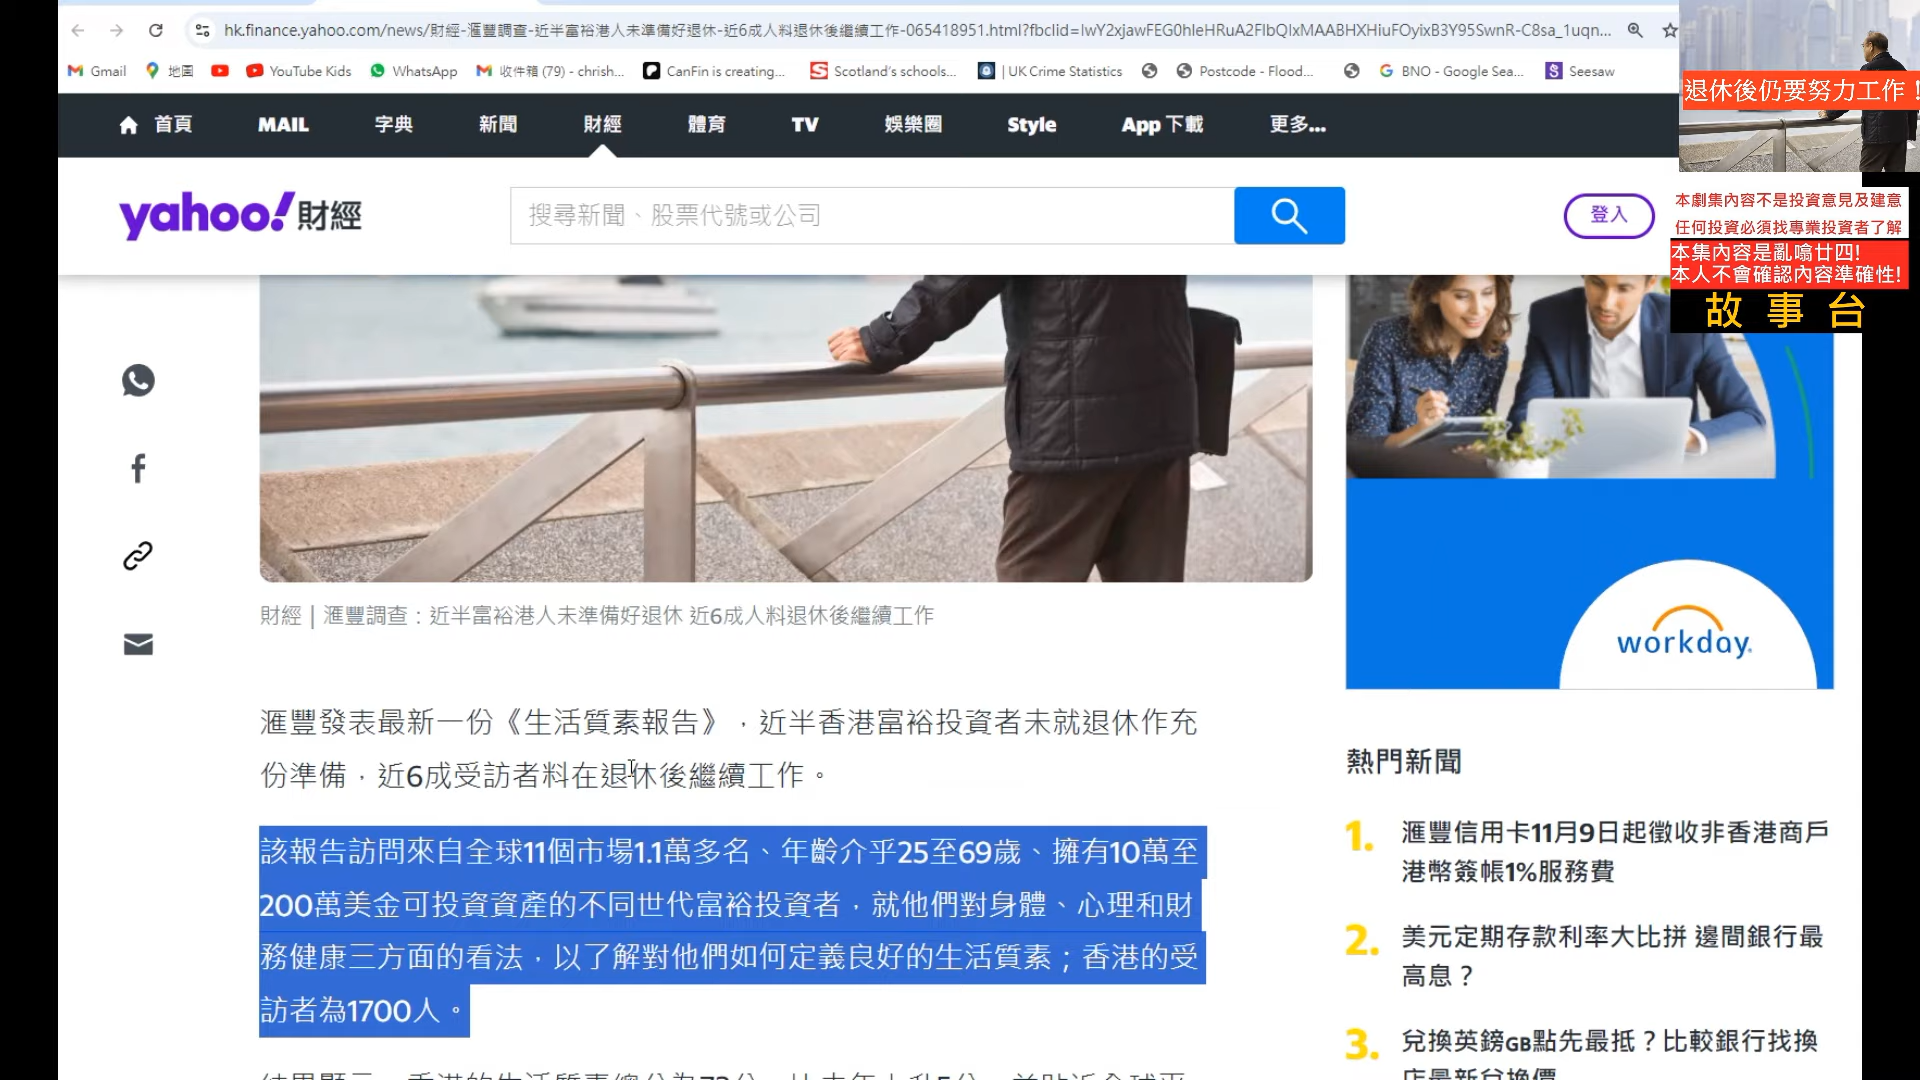 hk.finance.yahoo.com/news/財經-滙豐調查-近半富裕港人未準備好退休-近6成人料退休後繼續工作-065418951.html?fbclid=IwY2xjawFEG0hleHRuA2FlbQIxMAABHXHiuFOyixB3Y95SwnR-C8sa_1uqn...
Gmail 地圖 YouTube Kids WhatsApp 收件箱 (79) - chrish... CanFin is creating... Scotland's schools... | UK Crime Statistics Postcode - Flood... BNO - Google Sea... Seesaw
退休後仍要努力工作！
首頁 MAIL 字典 新聞 財經 體育 TV 娛樂圈 Style App 下載 更多...
yahoo!財經
搜尋新聞、股票代號或公司
登入
本劇集內容不是投資意見及建意
任何投資必須找專業投資者了解
本集內容是亂噏廿四!
本人不會確認內容準確性!
故 事 台
財經｜滙豐調查：近半富裕港人未準備好退休 近6成人料退休後繼續工作
workday.
滙豐發表最新一份《生活質素報告》，近半香港富裕投資者未就退休作充
份準備，近6成受訪者料在退休後繼續工作。
該報告訪問來自全球11個市場1.1萬多名、年齡介乎25至69歲、擁有10萬至
200萬美金可投資資產的不同世代富裕投資者，就他們對身體、心理和財
務健康三方面的看法，以了解對他們如何定義良好的生活質素；香港的受
訪者為1700人。
熱門新聞
1. 滙豐信用卡11月9日起徵收非香港商戶
港幣簽帳1%服務費
2. 美元定期存款利率大比拼 邊間銀行最
高息？
3. 兌換英鎊GB點先最抵？比較銀行找換
店最新兌換價